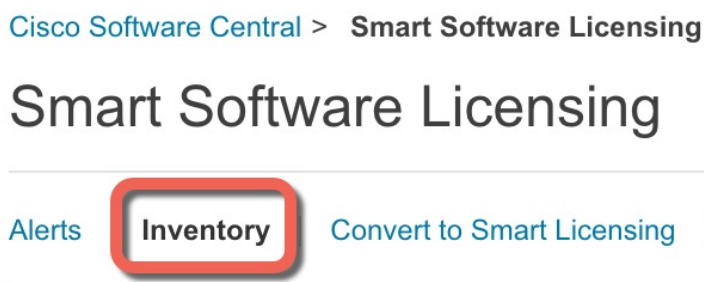 Cisco Software Central > Smart Software Licensing
Smart Software Licensing
Alerts Inventory Convert to Smart Licensing